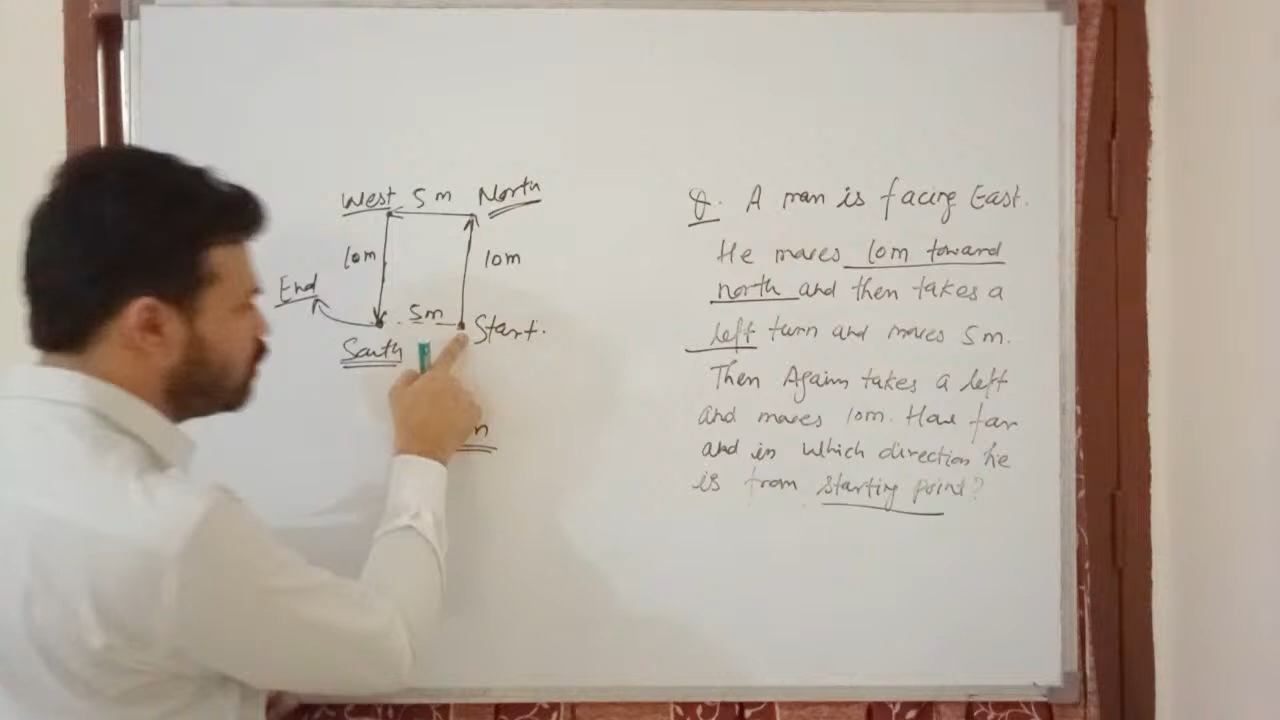 West 5m North
10m 10m
End
5m Start.
South
m
Q. A man is facing East.
He moves 10m toward
north and then takes a
left turn and moves 5m.
Then Again takes a left
and moves 10m. How far
and in which direction he
is from starting point?